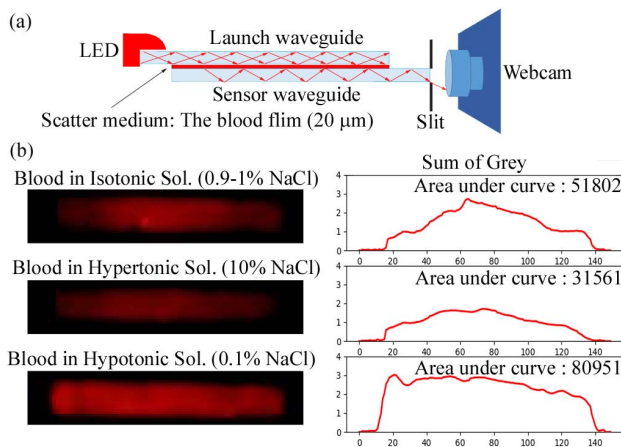 (a)
LED
Launch waveguide
Sensor waveguide
Webcam
Scatter medium: The blood flim (20 μm)
Slit
(b)
Sum of Grey
Blood in Isotonic Sol. (0.9-1% NaCl)
Area under curve : 51802
4
3
2
1
0
0 20 40 60 80 100 120 140
Blood in Hypertonic Sol. (10% NaCl)
Area under curve : 31561
4
3
2
1
0
0 20 40 60 80 100 120 140
Blood in Hypotonic Sol. (0.1% NaCl)
Area under curve : 80951
4
3
2
1
0
0 20 40 60 80 100 120 140